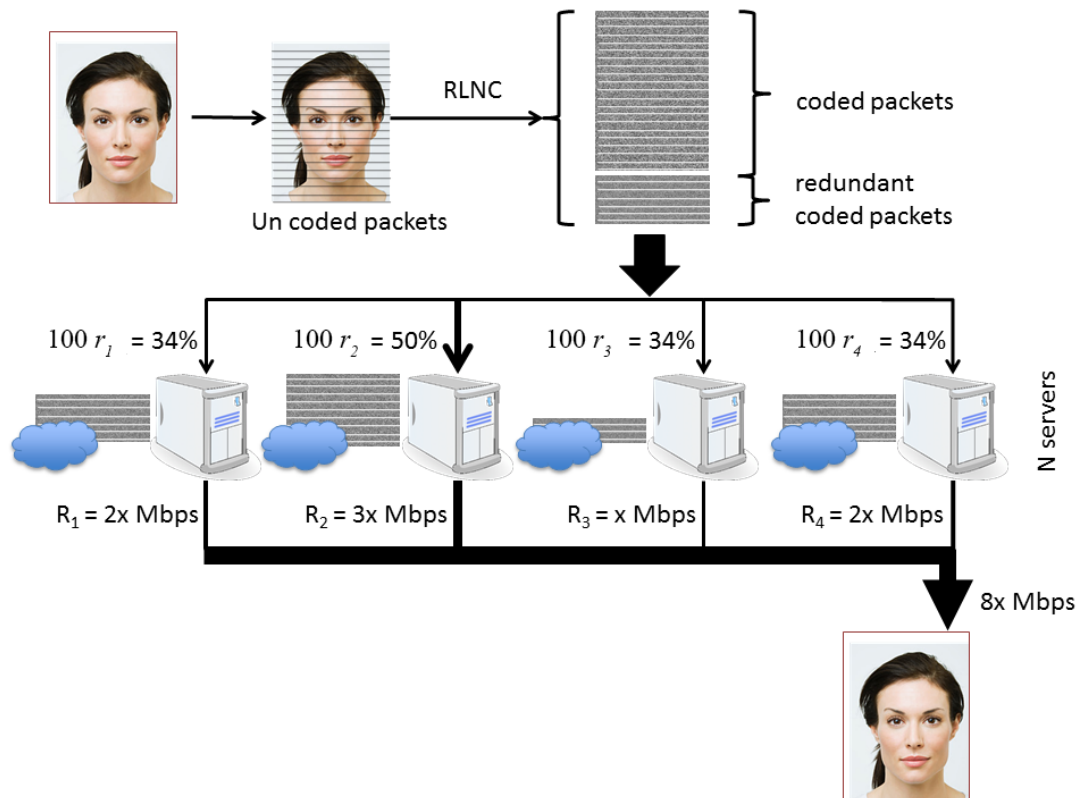 RLNC
coded packets
redundant
coded packets
Un coded packets
100 r₁ = 34%
100 r₂ = 50%
100 r₃ = 34%
100 r₄ = 34%
N servers
R₁ = 2x Mbps
R₂ = 3x Mbps
R₃ = x Mbps
R₄ = 2x Mbps
8x Mbps